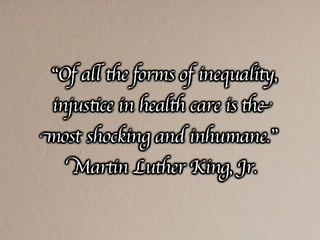 “Of all the forms of inequality,
injustice in health care is the
most shocking and inhumane.”
Martin Luther King, Jr.